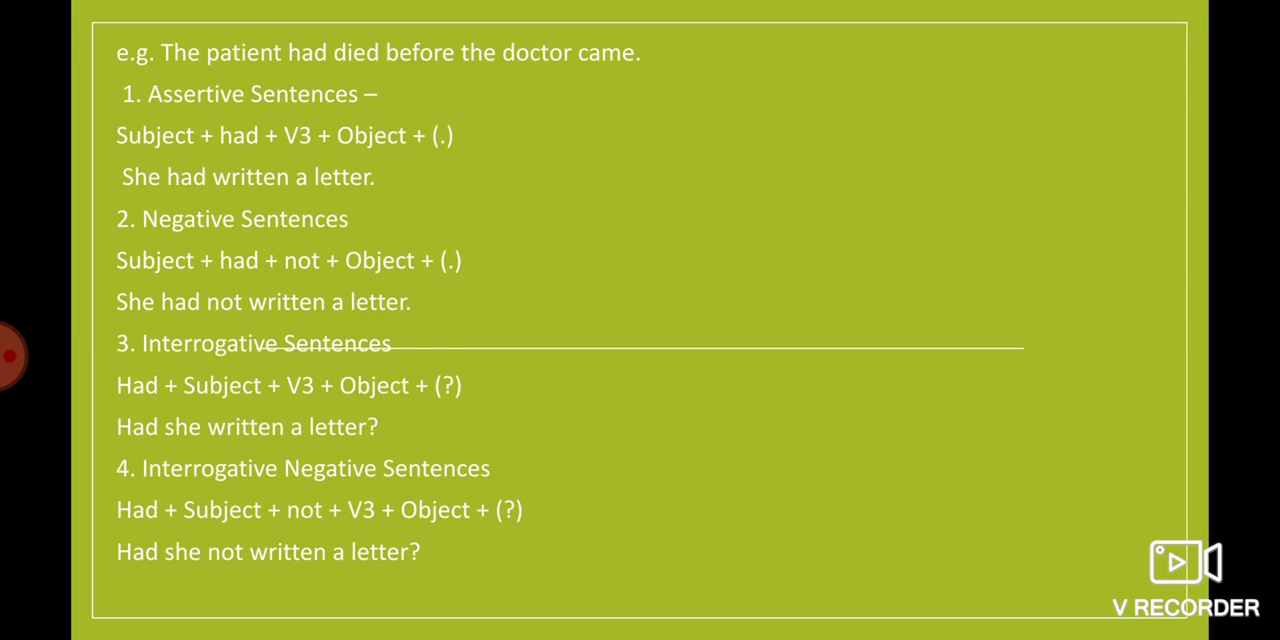 e.g. The patient had died before the doctor came.
1. Assertive Sentences –
Subject + had + V3 + Object + (.)
She had written a letter.
2. Negative Sentences
Subject + had + not + Object + (.)
She had not written a letter.
3. Interrogative Sentences
Had + Subject + V3 + Object + (?)
Had she written a letter?
4. Interrogative Negative Sentences
Had + Subject + not + V3 + Object + (?)
Had she not written a letter?
V RECORDER